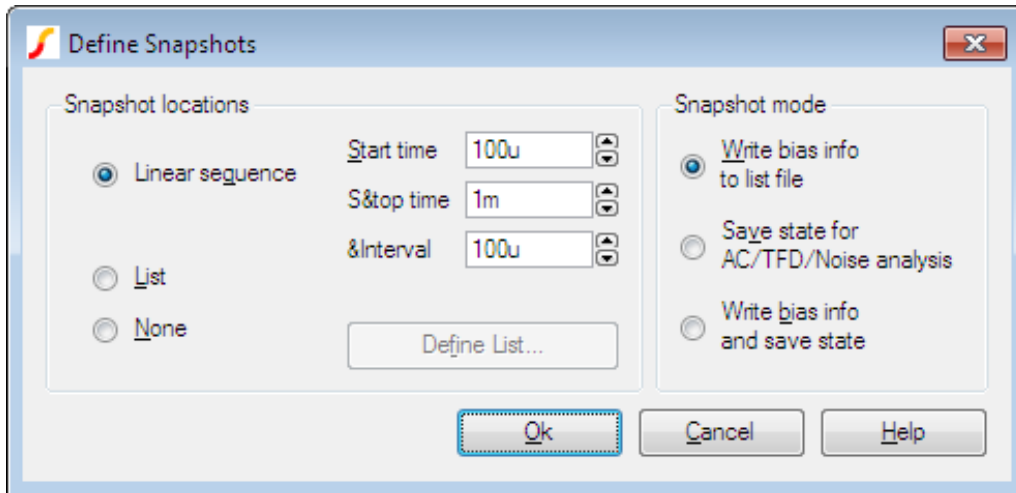 Define Snapshots
Snapshot locations
Linear sequence
List
None
Start time 100u
S&top time 1m
&Interval 100u
Define List...
Snapshot mode
Write bias info
to list file
Save state for
AC/TFD/Noise analysis
Write bias info
and save state
Ok
Cancel
Help